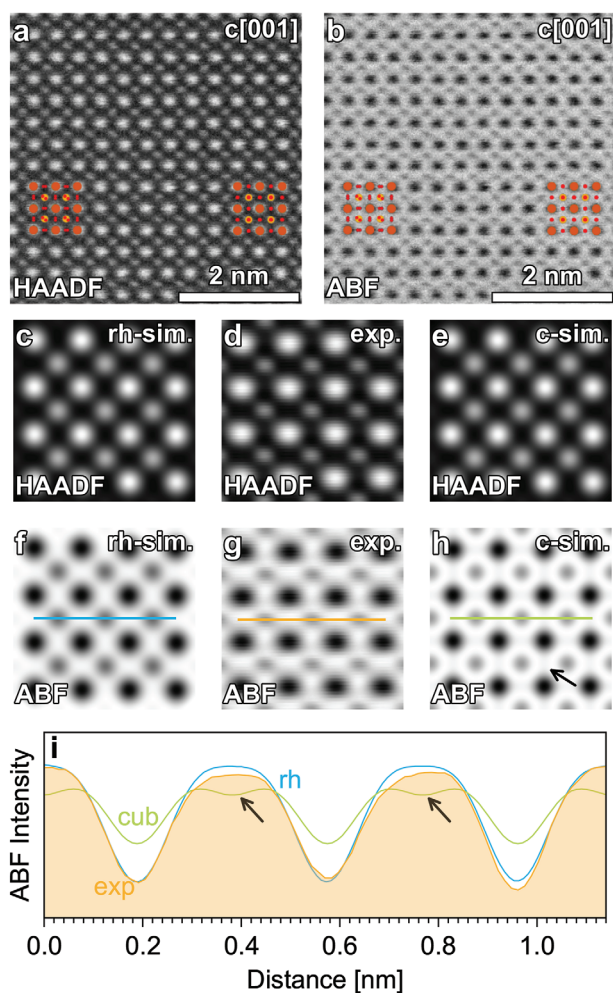 a c[001]
HAADF 2 nm
b c[001]
ABF 2 nm
c rh-sim.
HAADF
d exp.
HAADF
e c-sim.
HAADF
f rh-sim.
ABF
g exp.
ABF
h c-sim.
ABF
i
rh
cub
exp
ABF Intensity
0.0 0.2 0.4 0.6 0.8 1.0
Distance [nm]